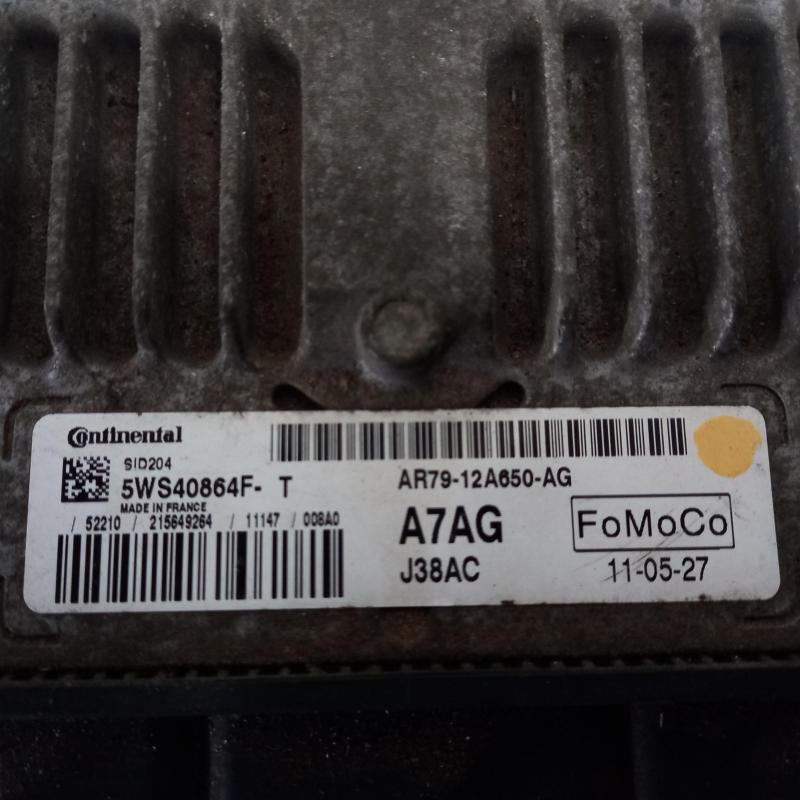 Continental
SID204
5WS40864F- T
MADE IN FRANCE
/ 52210 / 215649264 / 11147 / 008A0
AR79-12A650-AG
A7AG
FoMoCo
J38AC
11-05-27